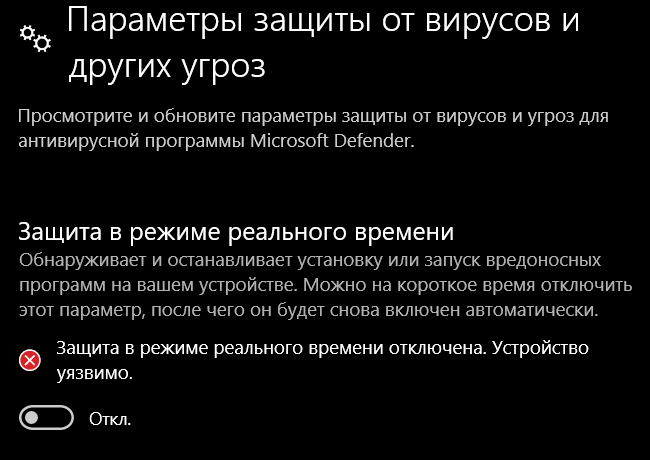 Параметры защиты от вирусов и
других угроз
Просмотрите и обновите параметры защиты от вирусов и угроз для
антивирусной программы Microsoft Defender.
Защита в режиме реального времени
Обнаруживает и останавливает установку или запуск вредоносных
программ на вашем устройстве. Можно на короткое время отключить
этот параметр, после чего он будет снова включен автоматически.
Защита в режиме реального времени отключена. Устройство
уязвимо.
Откл.